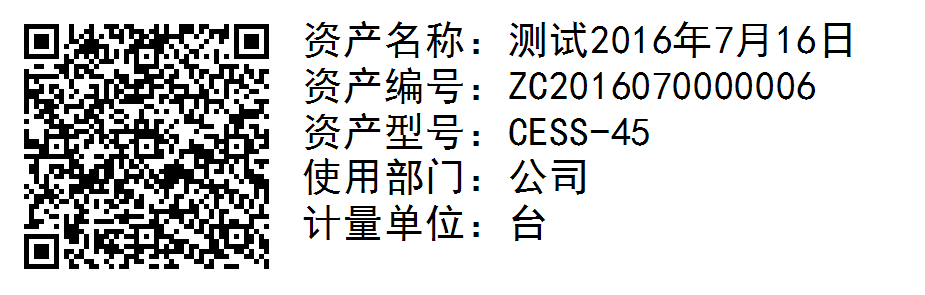 资产名称：测试2016年7月16日
资产编号：ZC2016070000006
资产型号：CESS-45
使用部门：公司
计量单位：台